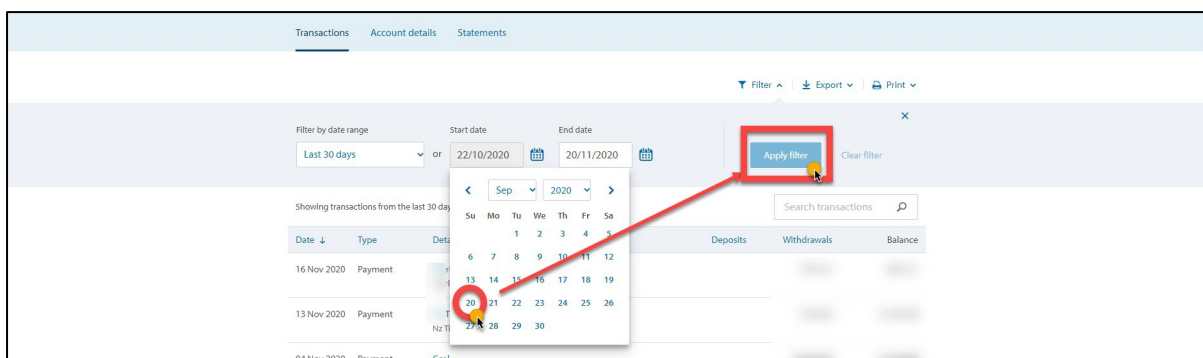 Transactions Account details Statements
Filter Export Print
Filter by date range Start date End date
Last 30 days or 22/10/2020 20/11/2020 Apply filter Clear filter
Sep 2020
Showing transactions from the last 30 day Search transactions
Su Mo Tu We Th Fr Sa
1 2 3 4 5
Date ↓ Type Deta Deposits Withdrawals Balance
6 7 8 9 10 11 12
16 Nov 2020 Payment
13 14 15 16 17 18 19
20 21 22 23 24 25 26
13 Nov 2020 Payment
Nz
27 28 29 30
04 Nov 2020 Payment